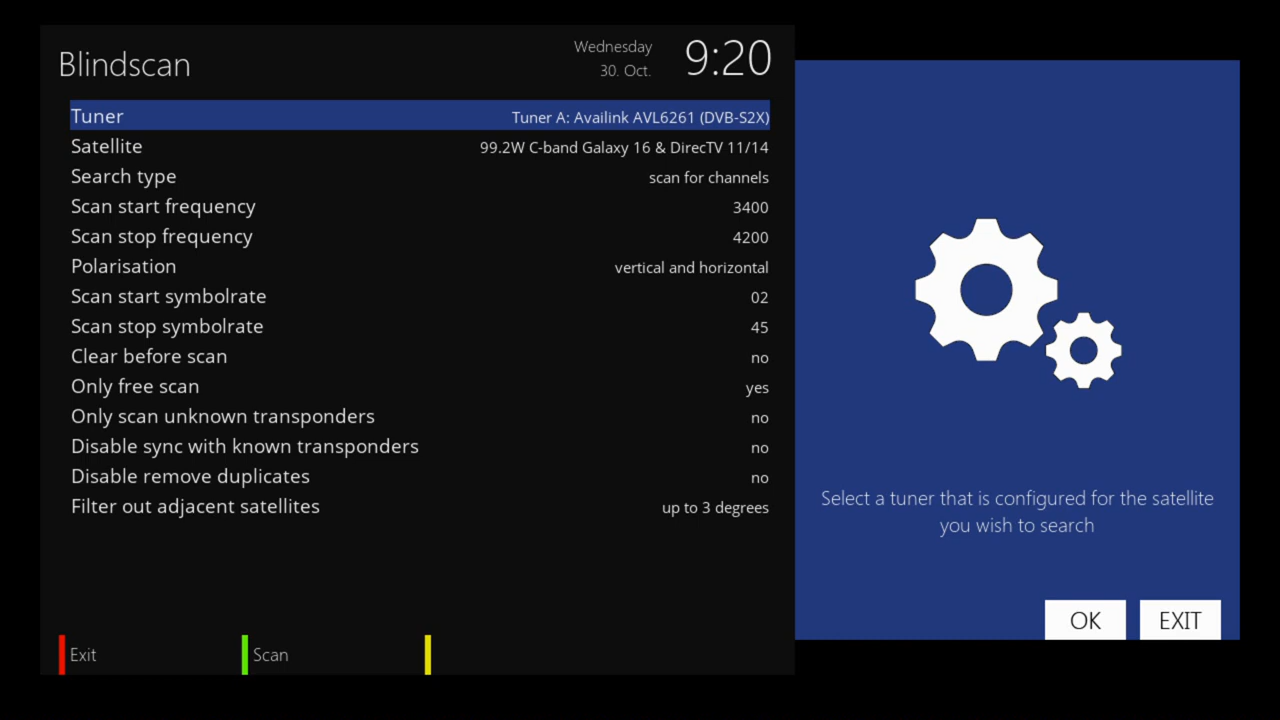 Blindscan
Wednesday
30. Oct.
9:20
Tuner Tuner A: Availink AVL6261 (DVB-S2X)
Satellite 99.2W C-band Galaxy 16 & DirecTV 11/14
Search type scan for channels
Scan start frequency 3400
Scan stop frequency 4200
Polarisation vertical and horizontal
Scan start symbolrate 02
Scan stop symbolrate 45
Clear before scan no
Only free scan yes
Only scan unknown transponders no
Disable sync with known transponders no
Disable remove duplicates no
Filter out adjacent satellites up to 3 degrees
Select a tuner that is configured for the satellite
you wish to search
OK EXIT
Exit Scan